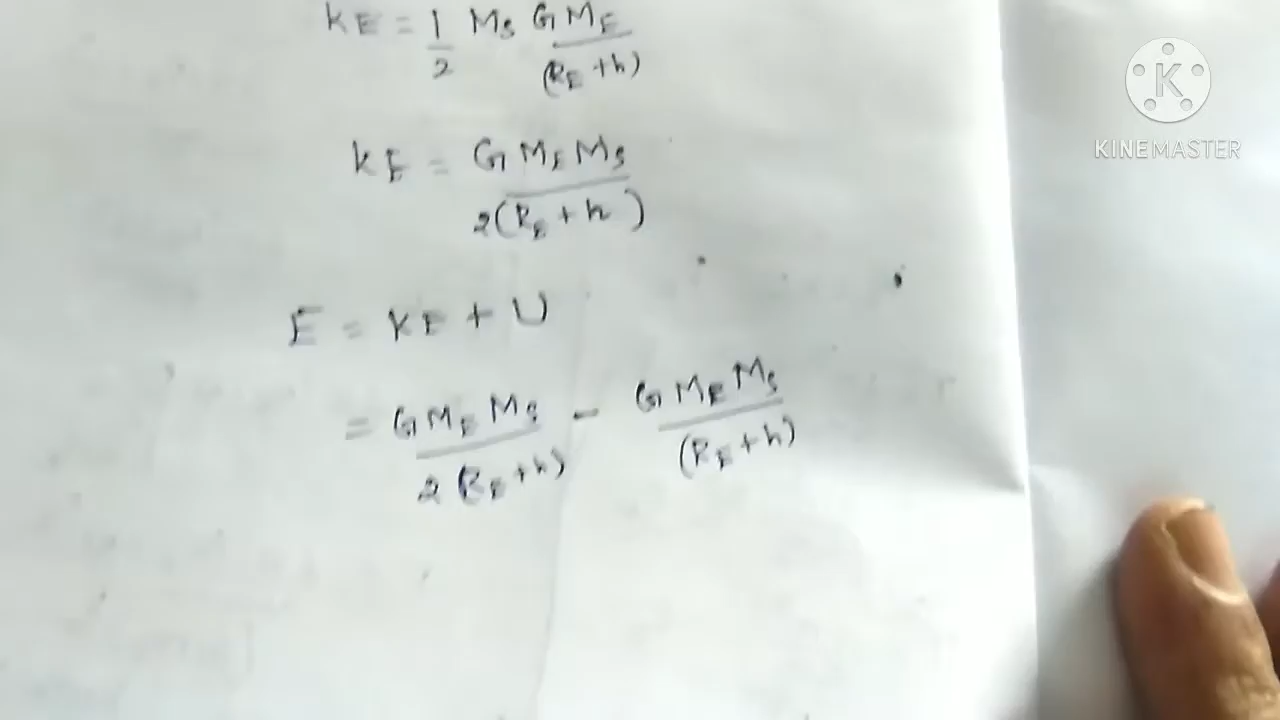 KE = 1/2 Ms GME/(RE+h)
K
KINEMASTER
KE = GMEMs/2(RE+h)
E = KE + U
= GMEMs/2(RE+h) - GMEMs/(RE+h)